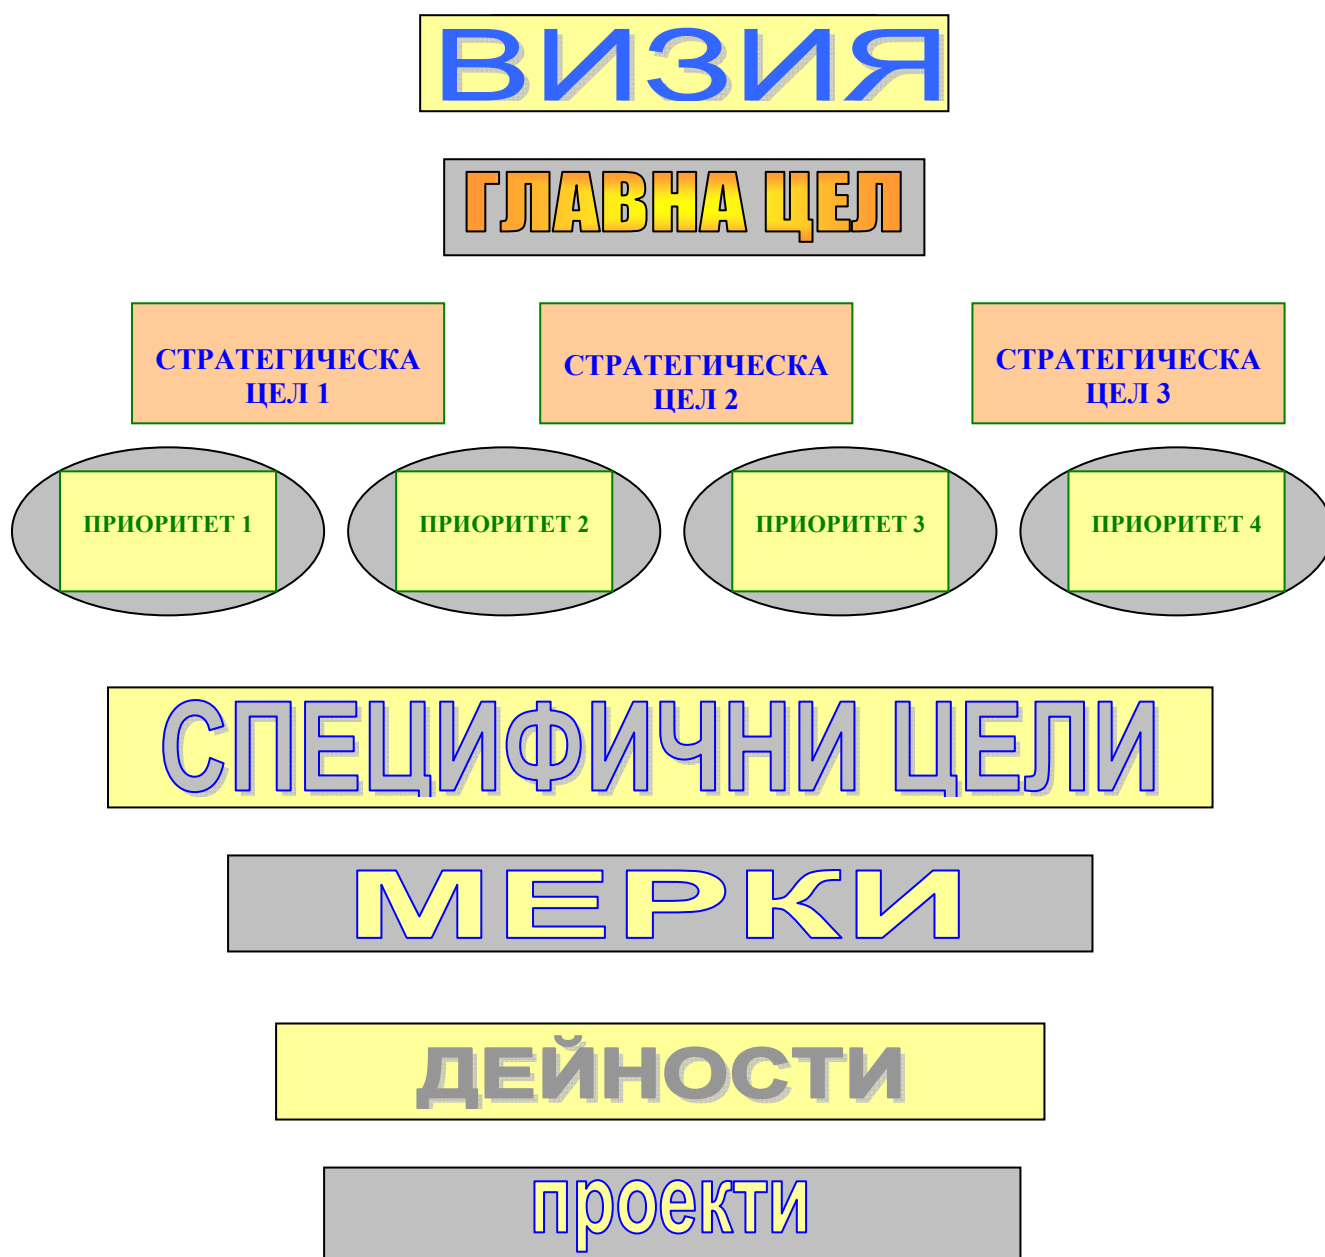 ВИЗИЯ
ГЛАВНА ЦЕЛ
СТРАТЕГИЧЕСКА
ЦЕЛ 1
СТРАТЕГИЧЕСКА
ЦЕЛ 2
СТРАТЕГИЧЕСКА
ЦЕЛ 3
ПРИОРИТЕТ 1
ПРИОРИТЕТ 2
ПРИОРИТЕТ 3
ПРИОРИТЕТ 4
СПЕЦИФИЧНИ ЦЕЛИ
МЕРКИ
ДЕЙНОСТИ
проекти